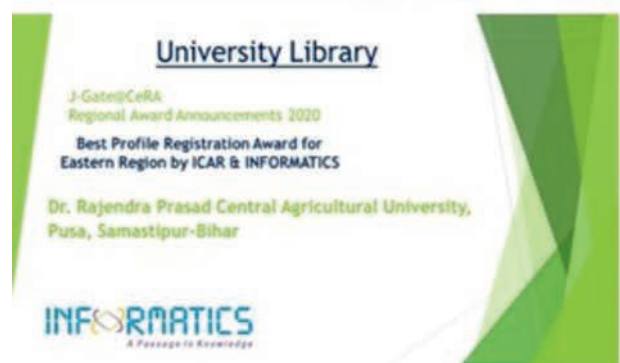 University Library
J-Gate@CeRA
Regional Award Announcements 2020
Best Profile Registration Award for
Eastern Region by ICAR & INFORMATICS
Dr. Rajendra Prasad Central Agricultural University,
Pusa, Samastipur-Bihar
INFORMATICS
A Passage to Knowledge